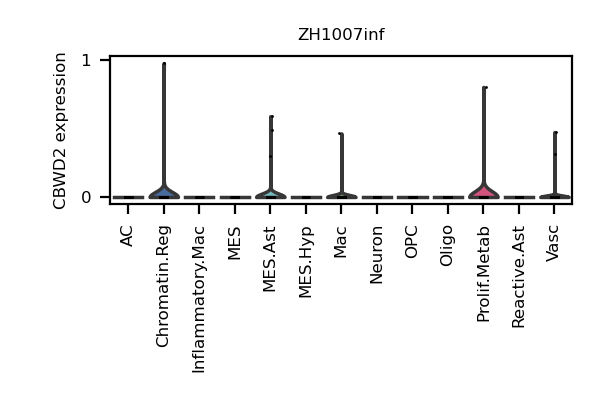 ZH1007inf
CBWD2 expression
1
0
AC
Chromatin.Reg
Inflammatory.Mac
MES
MES.Ast
MES.Hyp
Mac
Neuron
OPC
Oligo
Prolif.Metab
Reactive.Ast
Vasc